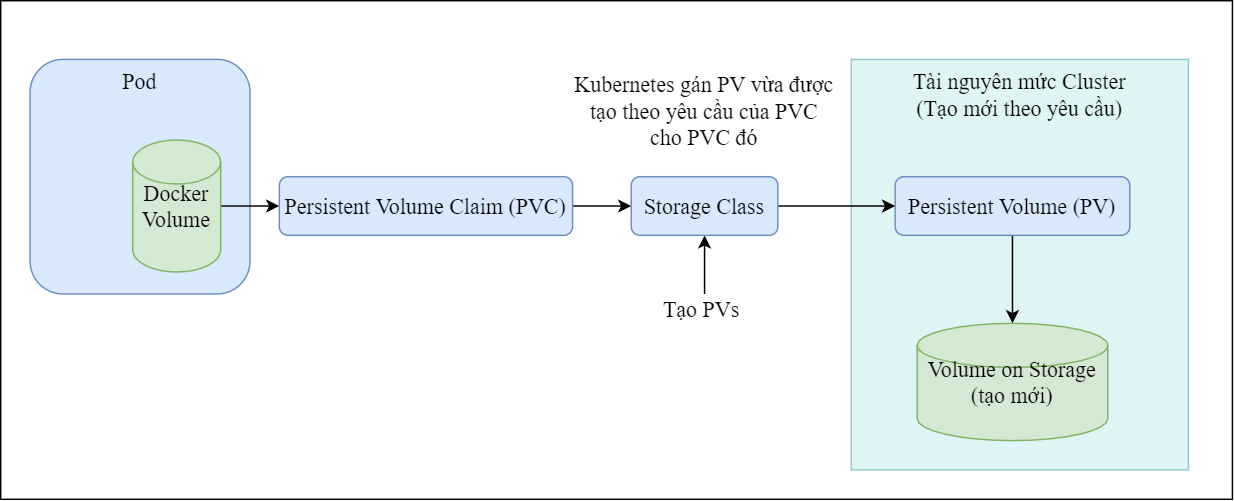 Pod
Docker
Volume
Persistent Volume Claim (PVC)
Kubernetes gán PV vừa được
tạo theo yêu cầu của PVC
cho PVC đó
Storage Class
Tạo PVs
Tài nguyên mức Cluster
(Tạo mới theo yêu cầu)
Persistent Volume (PV)
Volume on Storage
(tạo mới)